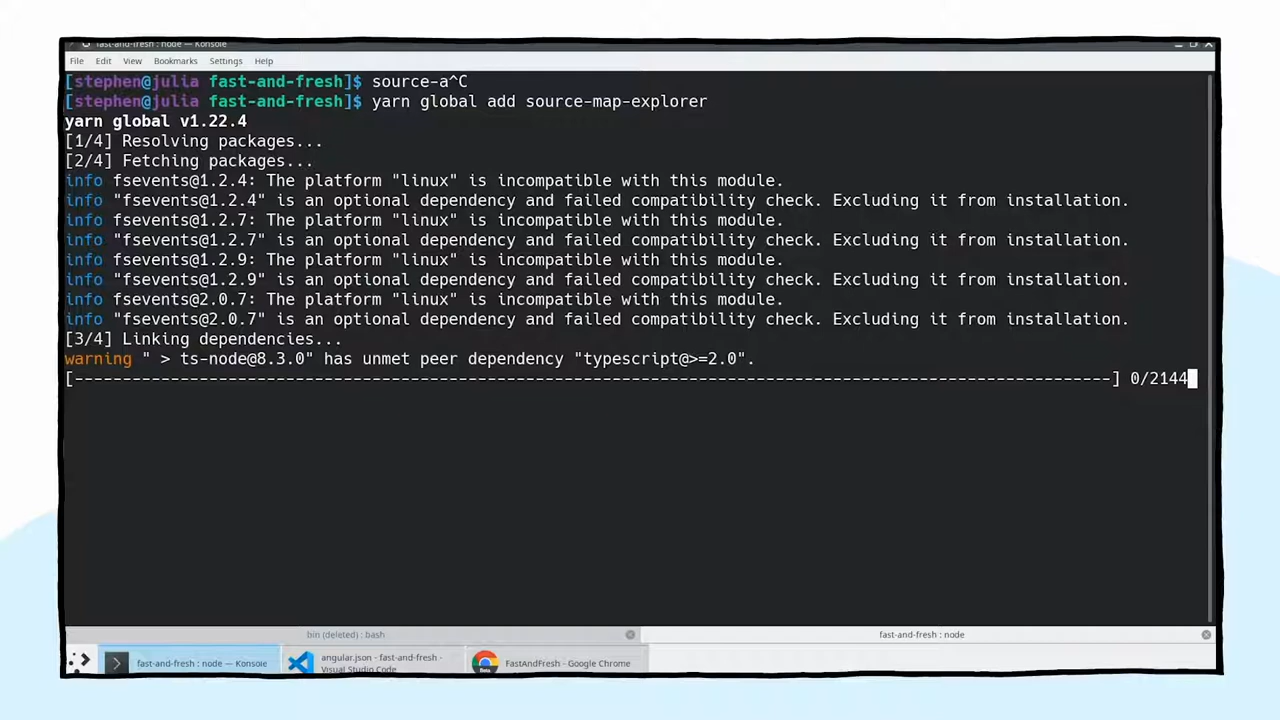 fast-and-fresh : node — Konsole
File Edit View Bookmarks Settings Help
[stephen@julia fast-and-fresh]$ source-a^C
[stephen@julia fast-and-fresh]$ yarn global add source-map-explorer
yarn global v1.22.4
[1/4] Resolving packages...
[2/4] Fetching packages...
info fsevents@1.2.4: The platform "linux" is incompatible with this module.
info "fsevents@1.2.4" is an optional dependency and failed compatibility check. Excluding it from installation.
info fsevents@1.2.7: The platform "linux" is incompatible with this module.
info "fsevents@1.2.7" is an optional dependency and failed compatibility check. Excluding it from installation.
info fsevents@1.2.9: The platform "linux" is incompatible with this module.
info "fsevents@1.2.9" is an optional dependency and failed compatibility check. Excluding it from installation.
info fsevents@2.0.7: The platform "linux" is incompatible with this module.
info "fsevents@2.0.7" is an optional dependency and failed compatibility check. Excluding it from installation.
[3/4] Linking dependencies...
warning " > ts-node@8.3.0" has unmet peer dependency "typescript@>=2.0".
[------------------------------------------------------------------------------------------------------------] 0/2144
bin (deleted) : bash
fast-and-fresh : node
fast-and-fresh : node — Konsole
angular.json - fast-and-fresh -
Visual Studio Code
Beta
FastAndFresh - Google Chrome